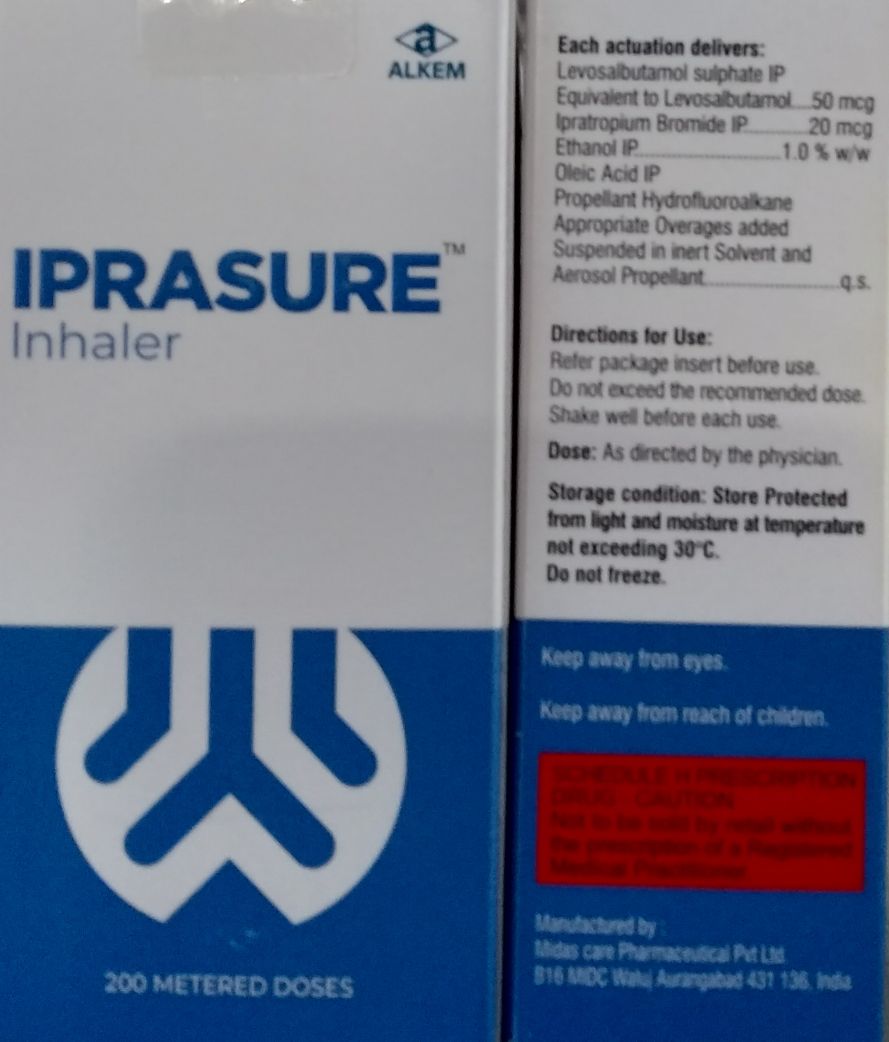 a
ALKEM
IPRASURE™
Inhaler
200 METERED DOSES
Each actuation delivers:
Levosalbutamol sulphate IP
Equivalent to Levosalbutamol....50 mcg
Ipratropium Bromide IP..............20 mcg
Ethanol IP.................................1.0 % w/w
Oleic Acid IP
Propellant Hydrofluoroalkane
Appropriate Overages added
Suspended in inert Solvent and
Aerosol Propellant...............................q.s.
Directions for Use:
Refer package insert before use.
Do not exceed the recommended dose.
Shake well before each use.
Dose: As directed by the physician.
Storage condition: Store Protected
from light and moisture at temperature
not exceeding 30°C.
Do not freeze.
Keep away from eyes.
Keep away from reach of children.
SCHEDULE H PRESCRIPTION
DRUG - CAUTION
Not to be sold by retail without
the prescription of a Registered
Medical Practitioner
Manufactured by :
Midas care Pharmaceutical Pvt Ltd.
B16 MIDC Waluj Aurangabad 431 136. India